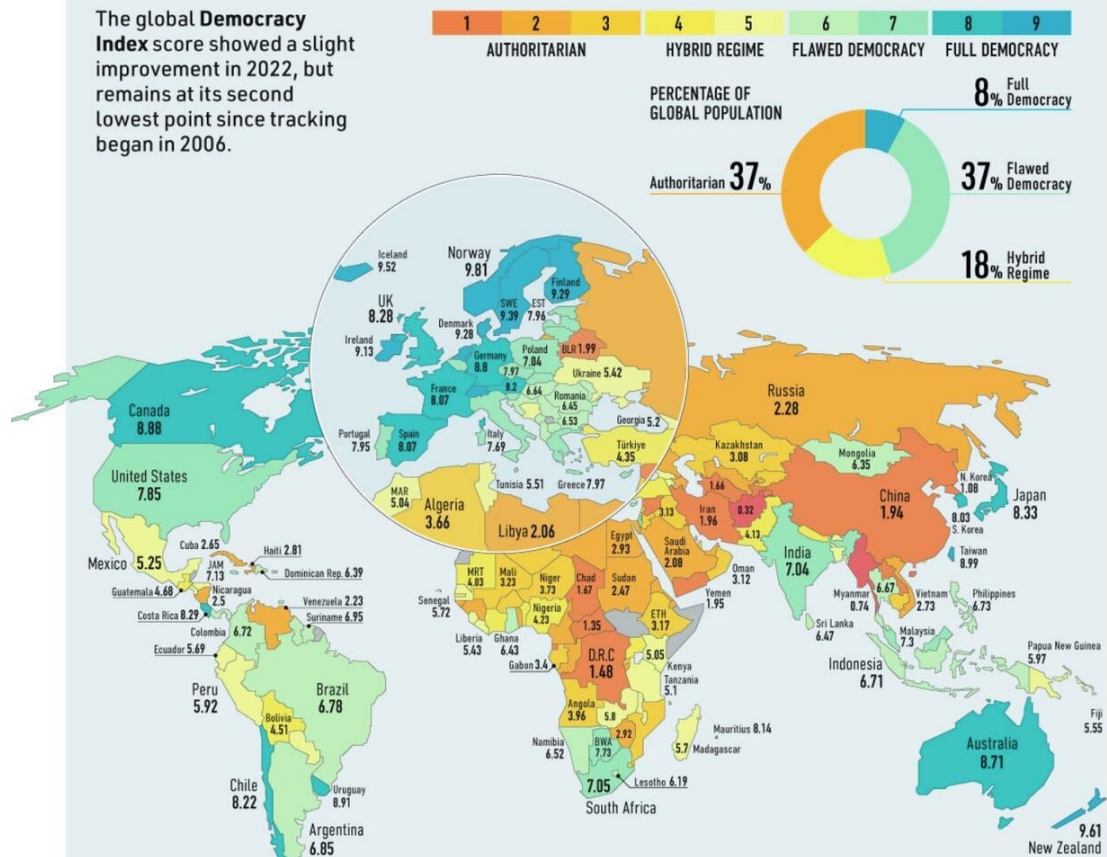 The global Democracy
Index score showed a slight
improvement in 2022, but
remains at its second
lowest point since tracking
began in 2006.
1 2 3 4 5 6 7 8 9
AUTHORITARIAN HYBRID REGIME FLAWED DEMOCRACY FULL DEMOCRACY
PERCENTAGE OF
GLOBAL POPULATION
8% Full
Democracy
Authoritarian 37%
37% Flawed
Democracy
18% Hybrid
Regime
Iceland
9.52
Norway
9.81
Finland
9.29
SWE
9.39
EST
7.96
UK
8.28
Denmark
9.28
Ireland
9.13
Germany
8.8
Poland
7.04
BLR 1.99
7.97
Ukraine 5.42
France
8.07
8.2
6.64
Romania
6.45
6.53
Georgia 5.2
Portugal
7.95
Spain
8.07
Italy
7.69
Türkiye
4.35
Tunisia 5.51
Greece 7.97
MAR
5.04
Algeria
3.66
Libya 2.06
Canada
8.88
United States
7.85
Mexico 5.25
Cuba 2.65
Haiti 2.81
JAM
7.13
Dominican Rep. 6.39
Guatemala 4.68
Nicaragua
2.5
Costa Rica 8.29
Venezuela 2.23
Suriname 6.95
Colombia 6.72
Ecuador 5.69
Peru
5.92
Brazil
6.78
Bolivia
4.51
Chile
8.22
Uruguay
8.91
Argentina
6.85
Russia
2.28
Kazakhstan
3.08
Mongolia
6.35
N. Korea
1.08
1.66
China
1.94
Japan
8.33
8.03
S. Korea
3.13
Iran
1.96
0.32
4.13
Egypt
2.93
Saudi
Arabia
2.08
India
7.04
Taiwan
8.99
Oman
3.12
MRT
4.03
Mali
3.23
Niger
3.73
Chad
1.67
Sudan
2.47
Yemen
1.95
Myanmar
0.74
6.67
Vietnam
2.73
Philippines
6.73
Senegal
5.72
Nigeria
4.23
ETH
3.17
Sri Lanka
6.47
Malaysia
7.3
Liberia
5.43
Ghana
6.43
1.35
Papua New Guinea
5.97
Gabon 3.4
D.R.C
1.48
5.05
Kenya
Indonesia
6.71
Tanzania
5.1
Angola
3.96
5.8
Fiji
5.55
Mauritius 8.14
Namibia
6.52
BWA
7.73
2.92
5.7
Madagascar
Australia
8.71
Lesotho 6.19
7.05
South Africa
9.61
New Zealand